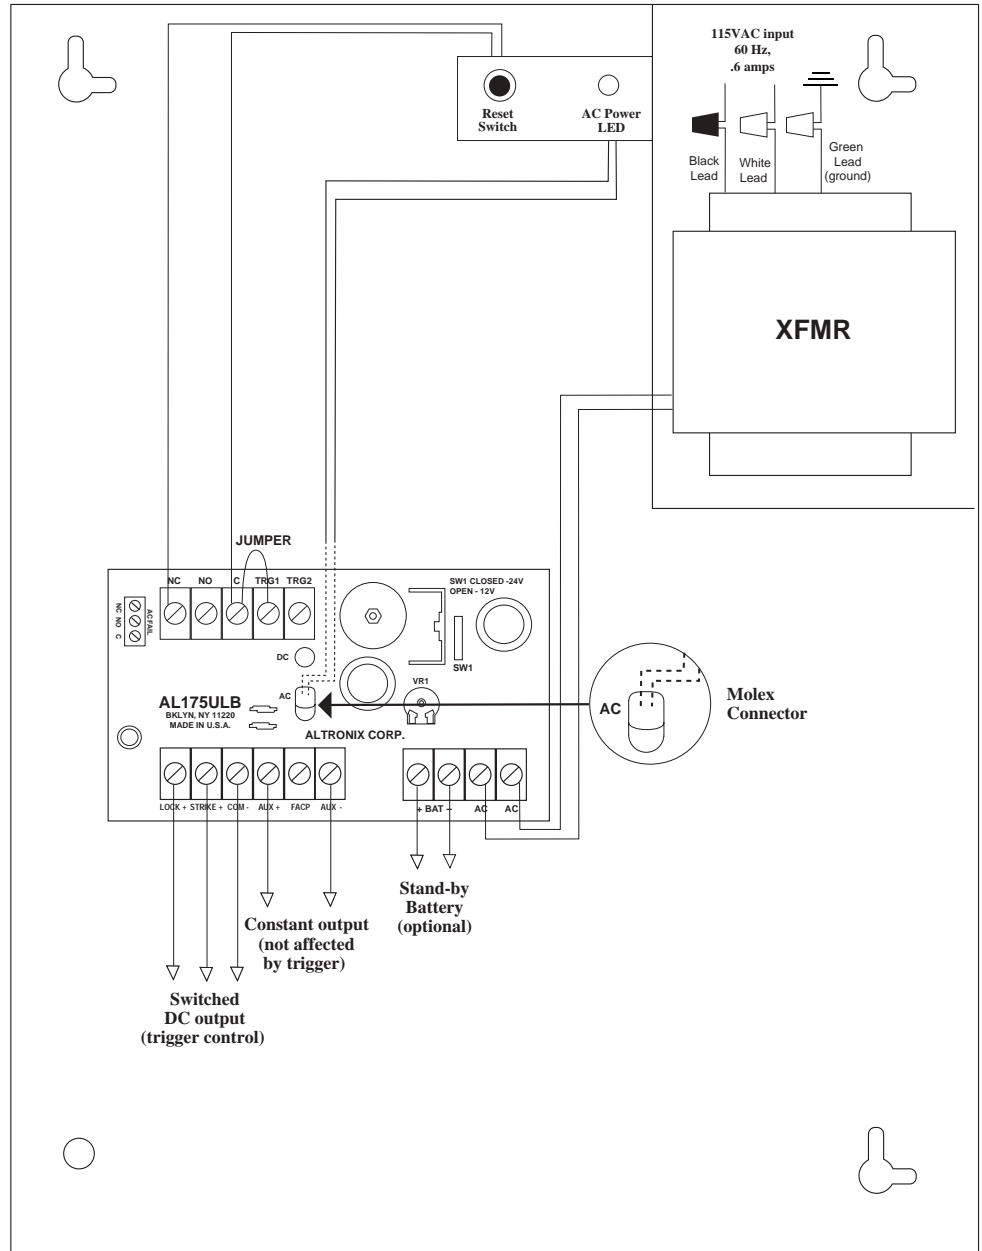 115VAC input
60 Hz,
.6 amps
Reset
Switch
AC Power
LED
Black
Lead
White
Lead
Green
Lead
(ground)
XFMR
JUMPER
NC NO C TRG1 TRG2
SW1 CLOSED -24V
OPEN - 12V
AC FAIL
NC NO C
DC
SW1
AC
VR1
AL175ULB
BKLYN, NY 11220
MADE IN U.S.A.
ALTRONIX CORP.
AC
Molex
Connector
LOCK + STRIKE + COM - AUX + FACP AUX -
+ BAT - AC AC
Stand-by
Battery
(optional)
Constant output
(not affected
by trigger)
Switched
DC output
(trigger control)